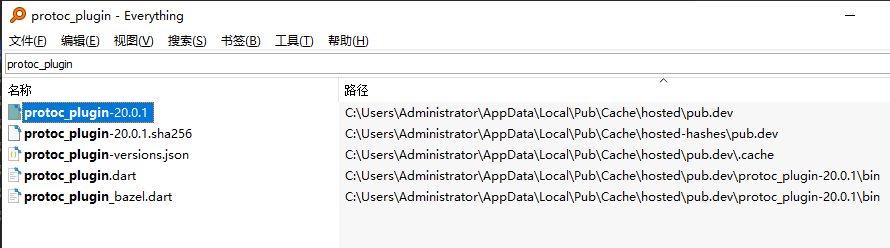 protoc_plugin - Everything
文件(F) 编辑(E) 视图(V) 搜索(S) 书签(B) 工具(T) 帮助(H)
protoc_plugin
名称 路径
protoc_plugin-20.0.1 C:\Users\Administrator\AppData\Local\Pub\Cache\hosted\pub.dev
protoc_plugin-20.0.1.sha256 C:\Users\Administrator\AppData\Local\Pub\Cache\hosted-hashes\pub.dev
protoc_plugin-versions.json C:\Users\Administrator\AppData\Local\Pub\Cache\hosted\pub.dev\.cache
protoc_plugin.dart C:\Users\Administrator\AppData\Local\Pub\Cache\hosted\pub.dev\protoc_plugin-20.0.1\bin
protoc_plugin_bazel.dart C:\Users\Administrator\AppData\Local\Pub\Cache\hosted\pub.dev\protoc_plugin-20.0.1\bin